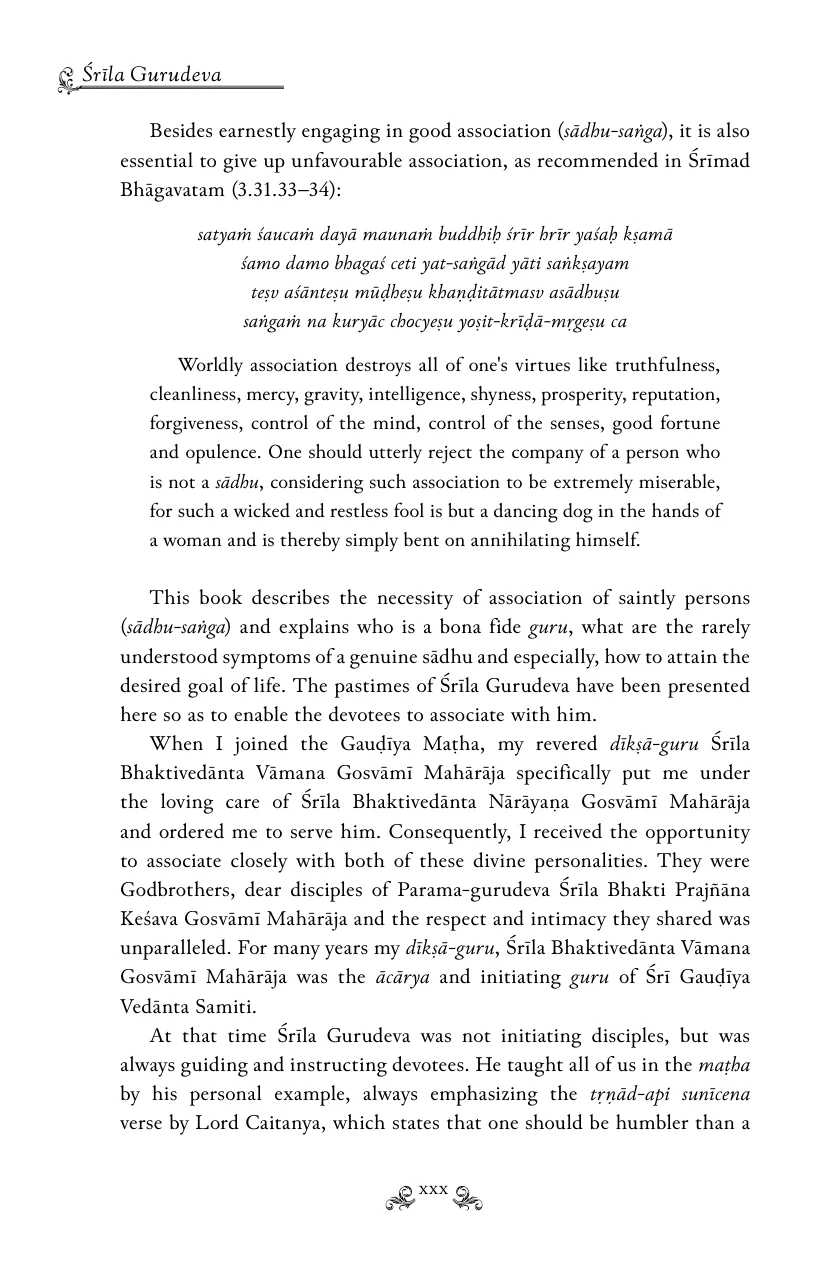 Śrīla Gurudeva
Besides earnestly engaging in good association (sādhu-saṅga), it is also
essential to give up unfavourable association, as recommended in Śrīmad
Bhāgavatam (3.31.33–34):
satyaṁ śaucaṁ dayā maunaṁ buddhiḥ śrīr hrīr yaśaḥ kṣamā
śamo damo bhagaś ceti yat-saṅgād yāti saṅkṣayam
teṣv aśānteṣu mūḍheṣu khaṇḍitātmasv asādhuṣu
saṅgaṁ na kuryāc chocyeṣu yoṣit-krīḍā-mṛgeṣu ca
Worldly association destroys all of one's virtues like truthfulness,
cleanliness, mercy, gravity, intelligence, shyness, prosperity, reputation,
forgiveness, control of the mind, control of the senses, good fortune
and opulence. One should utterly reject the company of a person who
is not a sādhu, considering such association to be extremely miserable,
for such a wicked and restless fool is but a dancing dog in the hands of
a woman and is thereby simply bent on annihilating himself.
This book describes the necessity of association of saintly persons
(sādhu-saṅga) and explains who is a bona fide guru, what are the rarely
understood symptoms of a genuine sādhu and especially, how to attain the
desired goal of life. The pastimes of Śrīla Gurudeva have been presented
here so as to enable the devotees to associate with him.
When I joined the Gauḍīya Maṭha, my revered dīkṣā-guru Śrīla
Bhaktivedānta Vāmana Gosvāmī Mahārāja specifically put me under
the loving care of Śrīla Bhaktivedānta Nārāyaṇa Gosvāmī Mahārāja
and ordered me to serve him. Consequently, I received the opportunity
to associate closely with both of these divine personalities. They were
Godbrothers, dear disciples of Parama-gurudeva Śrīla Bhakti Prajñāna
Keśava Gosvāmī Mahārāja and the respect and intimacy they shared was
unparalleled. For many years my dīkṣā-guru, Śrīla Bhaktivedānta Vāmana
Gosvāmī Mahārāja was the ācārya and initiating guru of Śrī Gauḍīya
Vedānta Samiti.
At that time Śrīla Gurudeva was not initiating disciples, but was
always guiding and instructing devotees. He taught all of us in the maṭha
by his personal example, always emphasizing the tṛṇād-api sunīcena
verse by Lord Caitanya, which states that one should be humbler than a
xxx